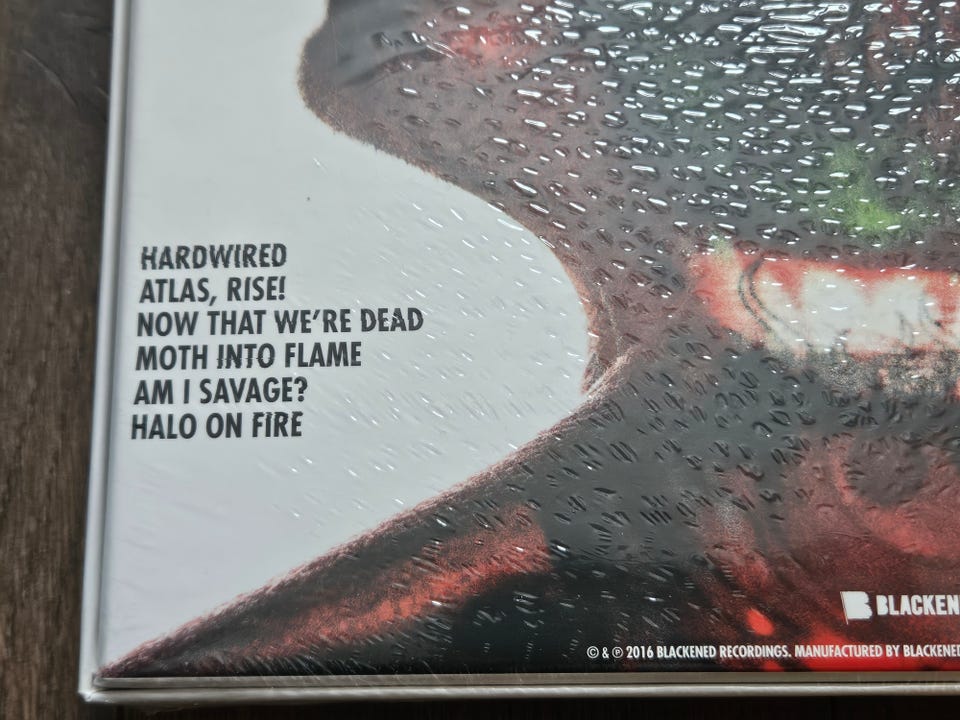 HARDWIRED
ATLAS, RISE!
NOW THAT WE'RE DEAD
MOTH INTO FLAME
AM I SAVAGE?
HALO ON FIRE
BLACKEN
© & ℗ 2016 BLACKENED RECORDINGS. MANUFACTURED BY BLACKENED